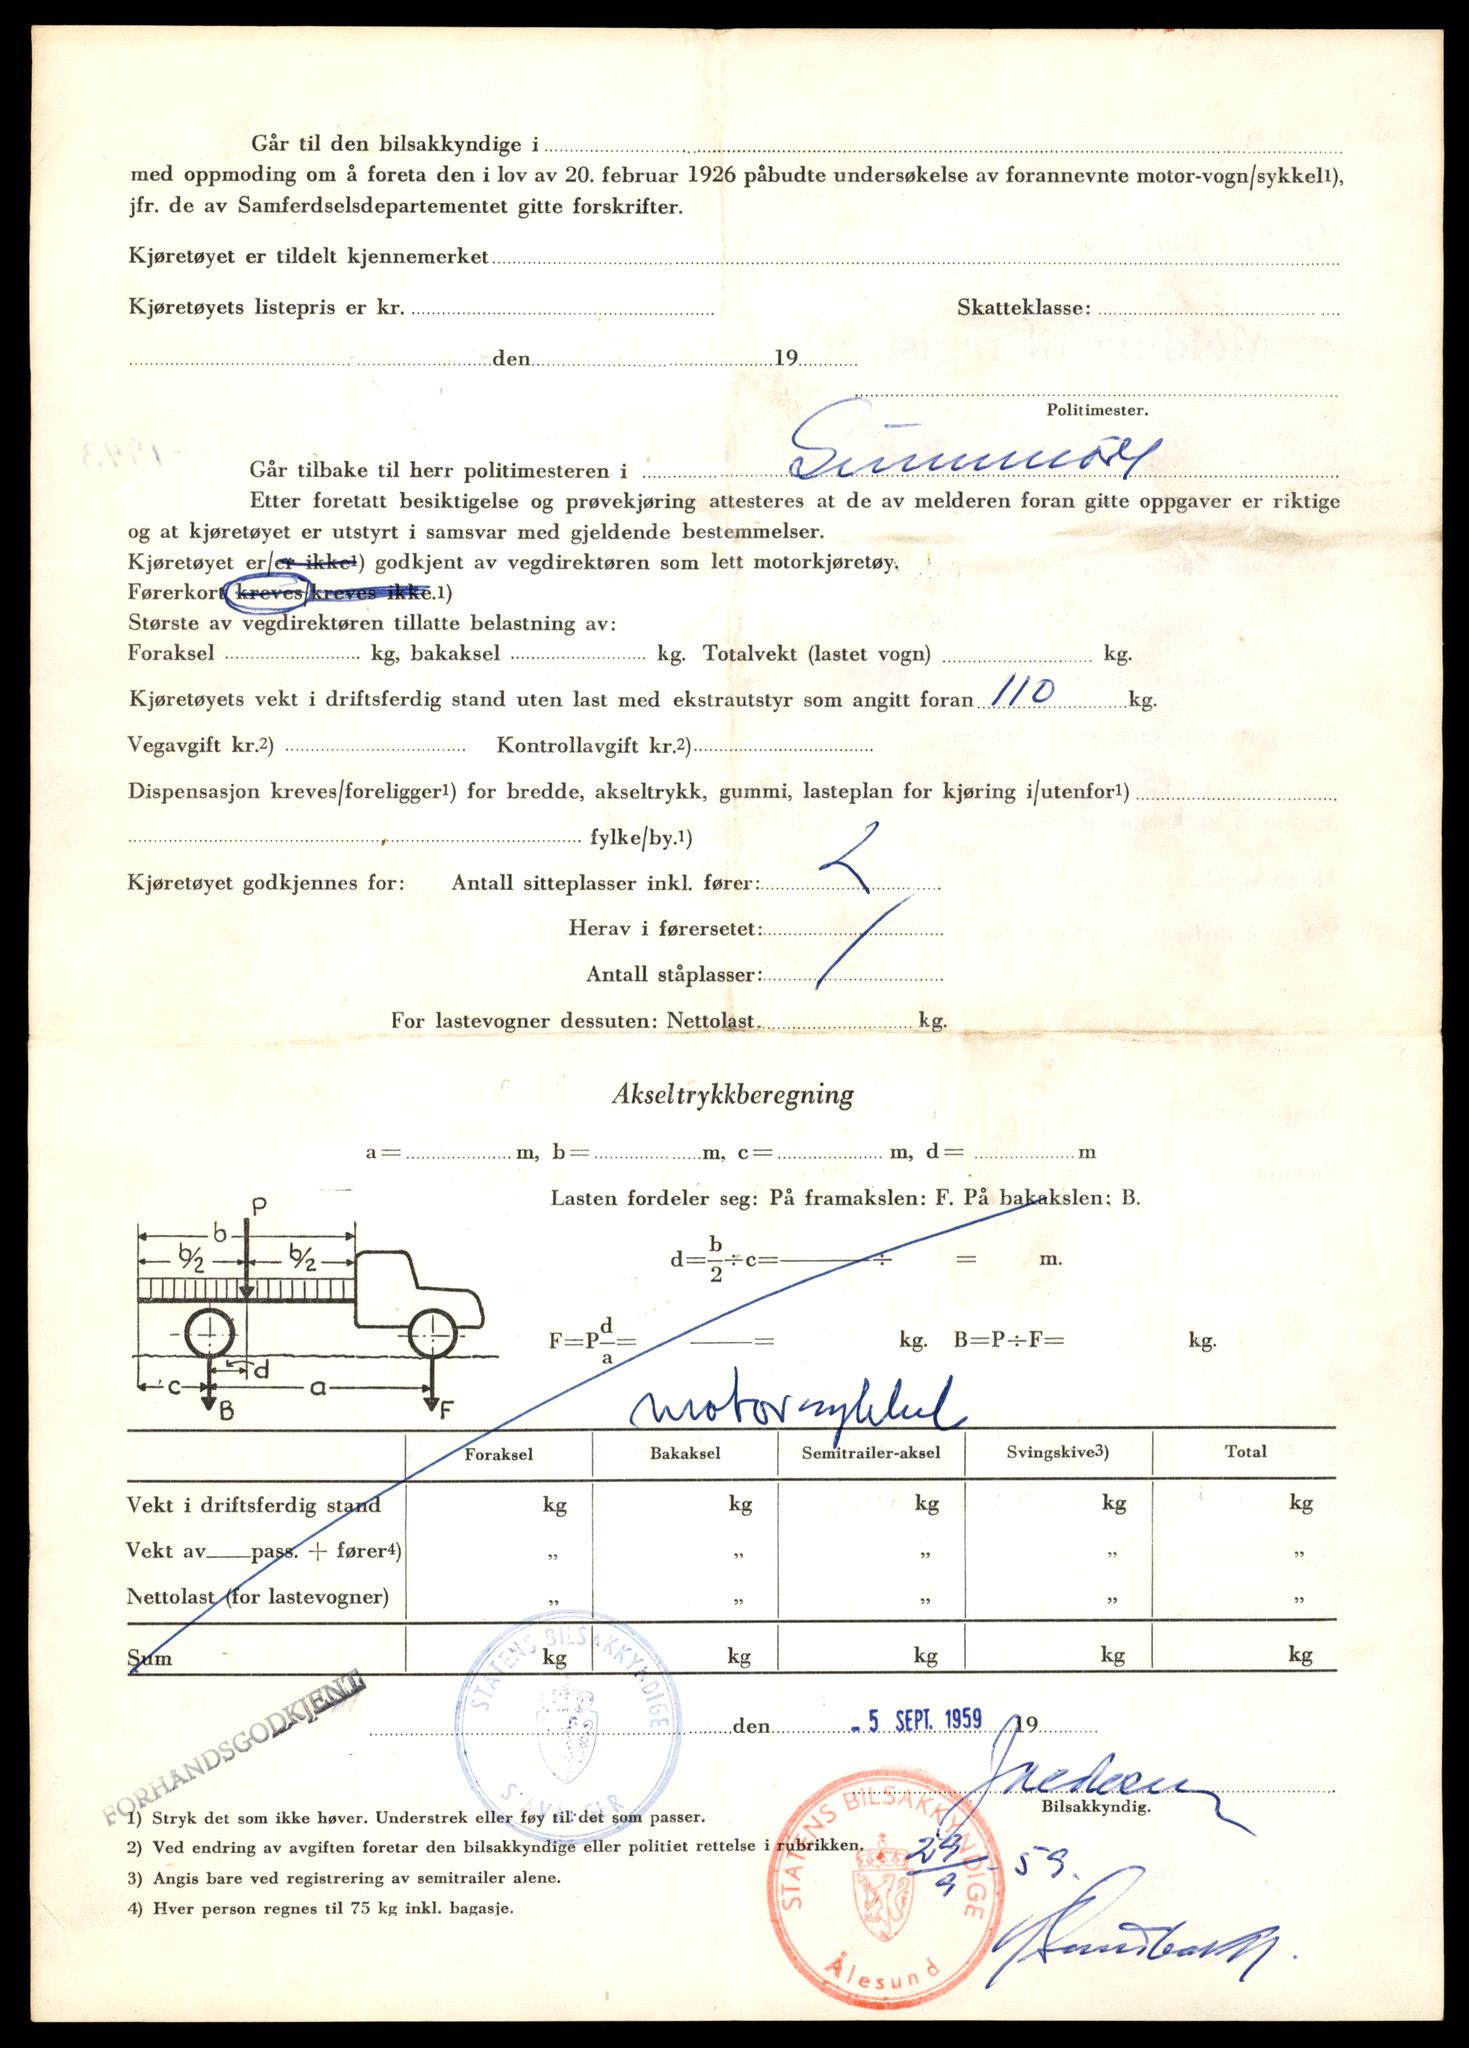 Går til den bilsakkyndige i
med oppmoding om å foreta den i lov av 20. februar 1926 påbudte undersøkelse av forannevnte motor-vogn/sykkel1),
jfr. de av Samferdselsdepartementet gitte forskrifter.
Kjøretøyet er tildelt kjennemerket
Kjøretøyets listepris er kr. Skatteklasse:
den 19
Politimester.
Går tilbake til herr politimesteren i Sunnmøre
Etter foretatt besiktigelse og prøvekjøring attesteres at de av melderen foran gitte oppgaver er riktige
og at kjøretøyet er utstyrt i samsvar med gjeldende bestemmelser.
Kjøretøyet er/er ikke1) godkjent av vegdirektøren som lett motorkjøretøy.
Førerkort kreves/kreves ikke.1)
Største av vegdirektøren tillatte belastning av:
Foraksel kg, bakaksel kg. Totalvekt (lastet vogn) kg.
Kjøretøyets vekt i driftsferdig stand uten last med ekstrautstyr som angitt foran 110 kg.
Vegavgift kr.2) Kontrollavgift kr.2)
Dispensasjon kreves/foreligger1) for bredde, akseltrykk, gummi, lasteplan for kjøring i/utenfor1)
fylke/by.1)
Kjøretøyet godkjennes for: Antall sitteplasser inkl. fører: 2
Herav i førersetet:
Antall ståplasser:
For lastevogner dessuten: Nettolast kg.
Akseltrykkberegning
a= m, b= m, c= m, d= m
Lasten fordeler seg: På framakslen: F. På bakakslen: B.
P
b
b/2 b/2
d=b/2÷c= ÷ = m.
F=P d/a= = kg. B=P÷F= kg.
c d a
B F
motorsykkel
Foraksel Bakaksel Semitrailer-aksel Svingskive3) Total
Vekt i driftsferdig stand kg kg kg kg kg
Vekt av pass. + fører4) „ „ „ „ „
Nettolast (for lastevogner) „ „ „ „ „
Sum kg kg kg kg kg
STATENS BILSAKKYNDIGE
STAVANGER
FORHANDSGODKJENT
den - 5 SEPT. 1959 19
Bilsakkyndig.
1) Stryk det som ikke høver. Understrek eller føy til det som passer.
2) Ved endring av avgiften foretar den bilsakkyndige eller politiet rettelse i rubrikken.
3) Angis bare ved registrering av semitrailer alene.
4) Hver person regnes til 75 kg inkl. bagasje.
STATENS BILSAKKYNDIGE
Ålesund
29/9 - 59.